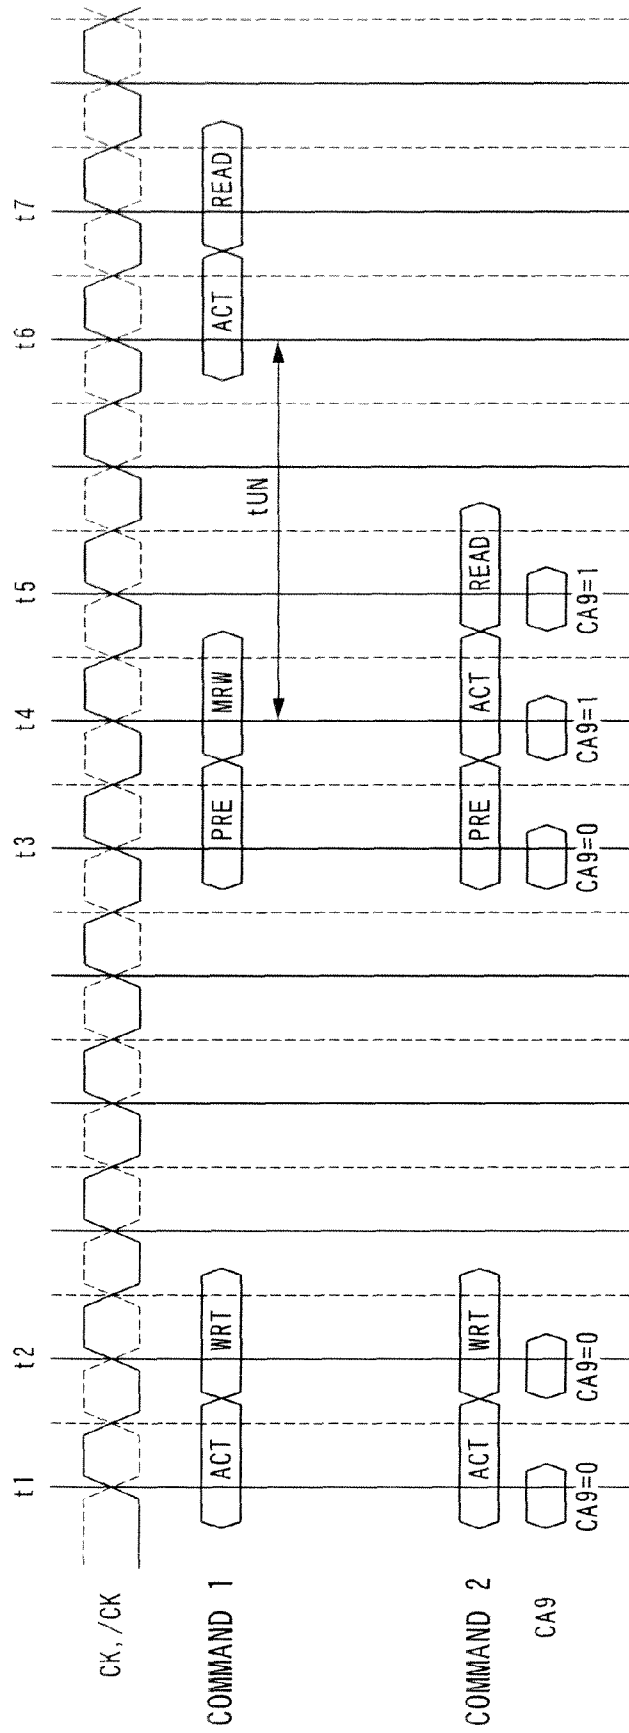 t1 t2 t3 t4 t5 t6 t7
CK, /CK
COMMAND 1 ACT WRT PRE MRW ACT READ
tUN
COMMAND 2 ACT WRT PRE ACT READ
CA9
CA9=0 CA9=0 CA9=0 CA9=1 CA9=1